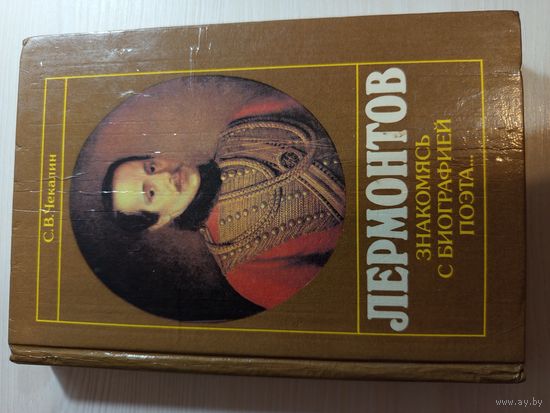 С.В.Чекалин
ЛЕРМОНТОВ
ЗНАКОМЯСЬ
С БИОГРАФИЕЙ
ПОЭТА...
www.ay.by